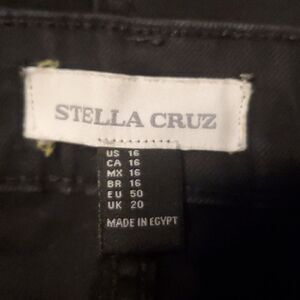 STELLA CRUZ
US 16
CA 16
MX 16
BR 16
EU 50
UK 20
MADE IN EGYPT